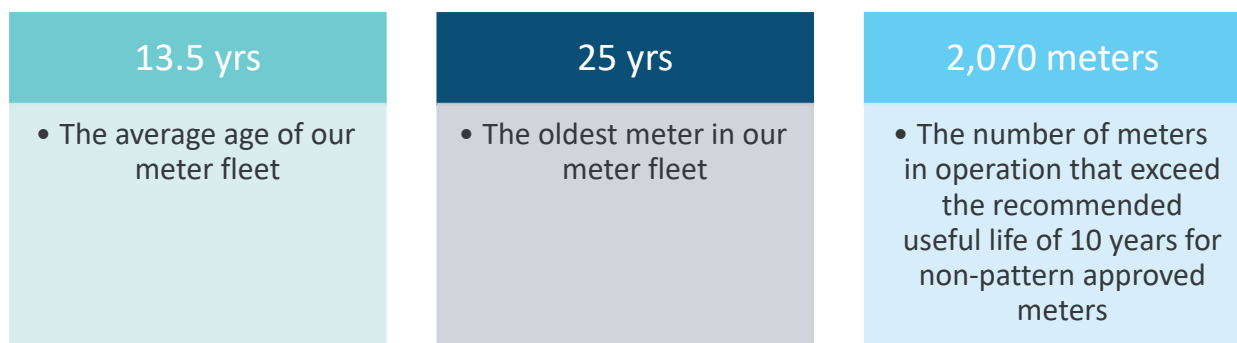 13.5 yrs
• The average age of our
meter fleet
25 yrs
• The oldest meter in our
meter fleet
2,070 meters
• The number of meters
in operation that exceed
the recommended
useful life of 10 years for
non-pattern approved
meters